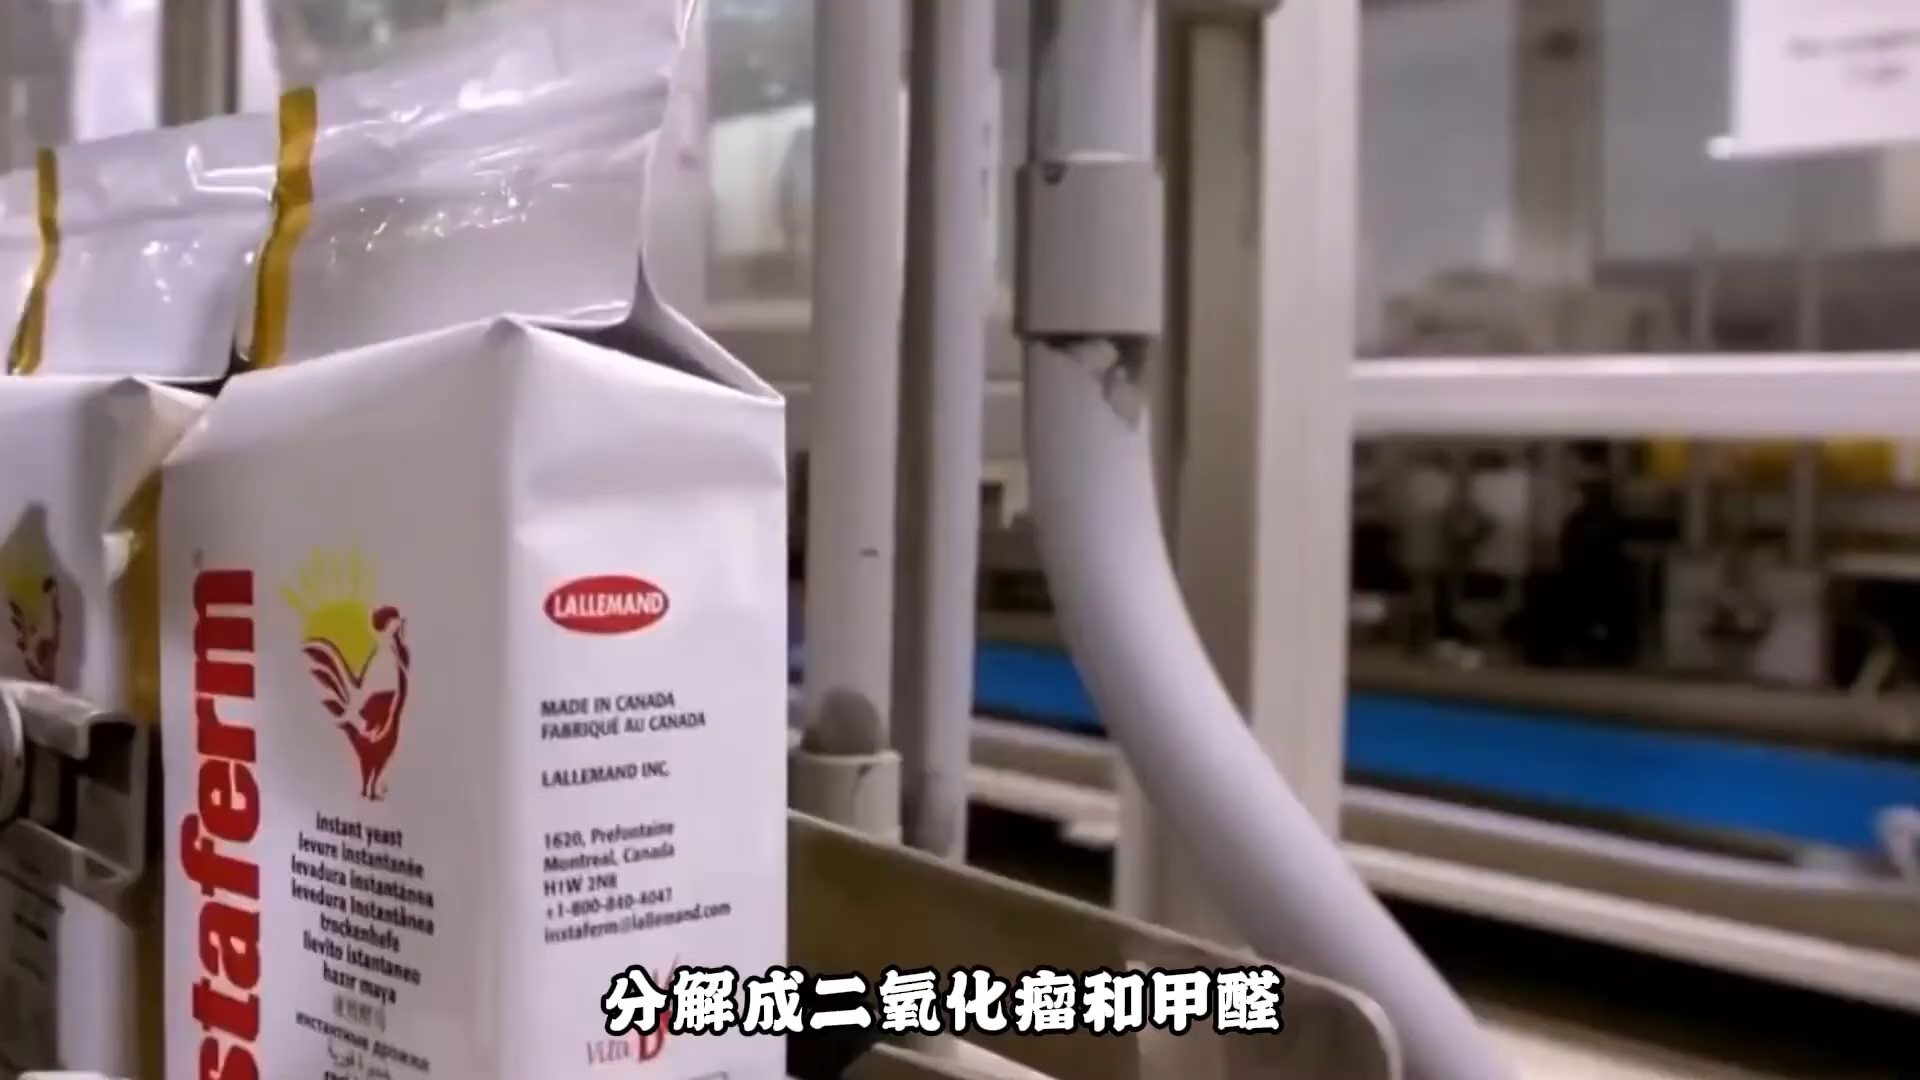 staferm
instant yeast
levure instantanée
levadura instantánea
levedura instantânea
trockenhefe
lievito istantaneo
hazır maya
LALLEMAND
MADE IN CANADA
FABRIQUÉ AU CANADA
LALLEMAND INC.
1620, Prefontaine
Montreal, Canada
H1W 2N8
+1-800-840-4047
instaferm@lallemand.com
Vita D
分解成二氧化瘤和甲醛